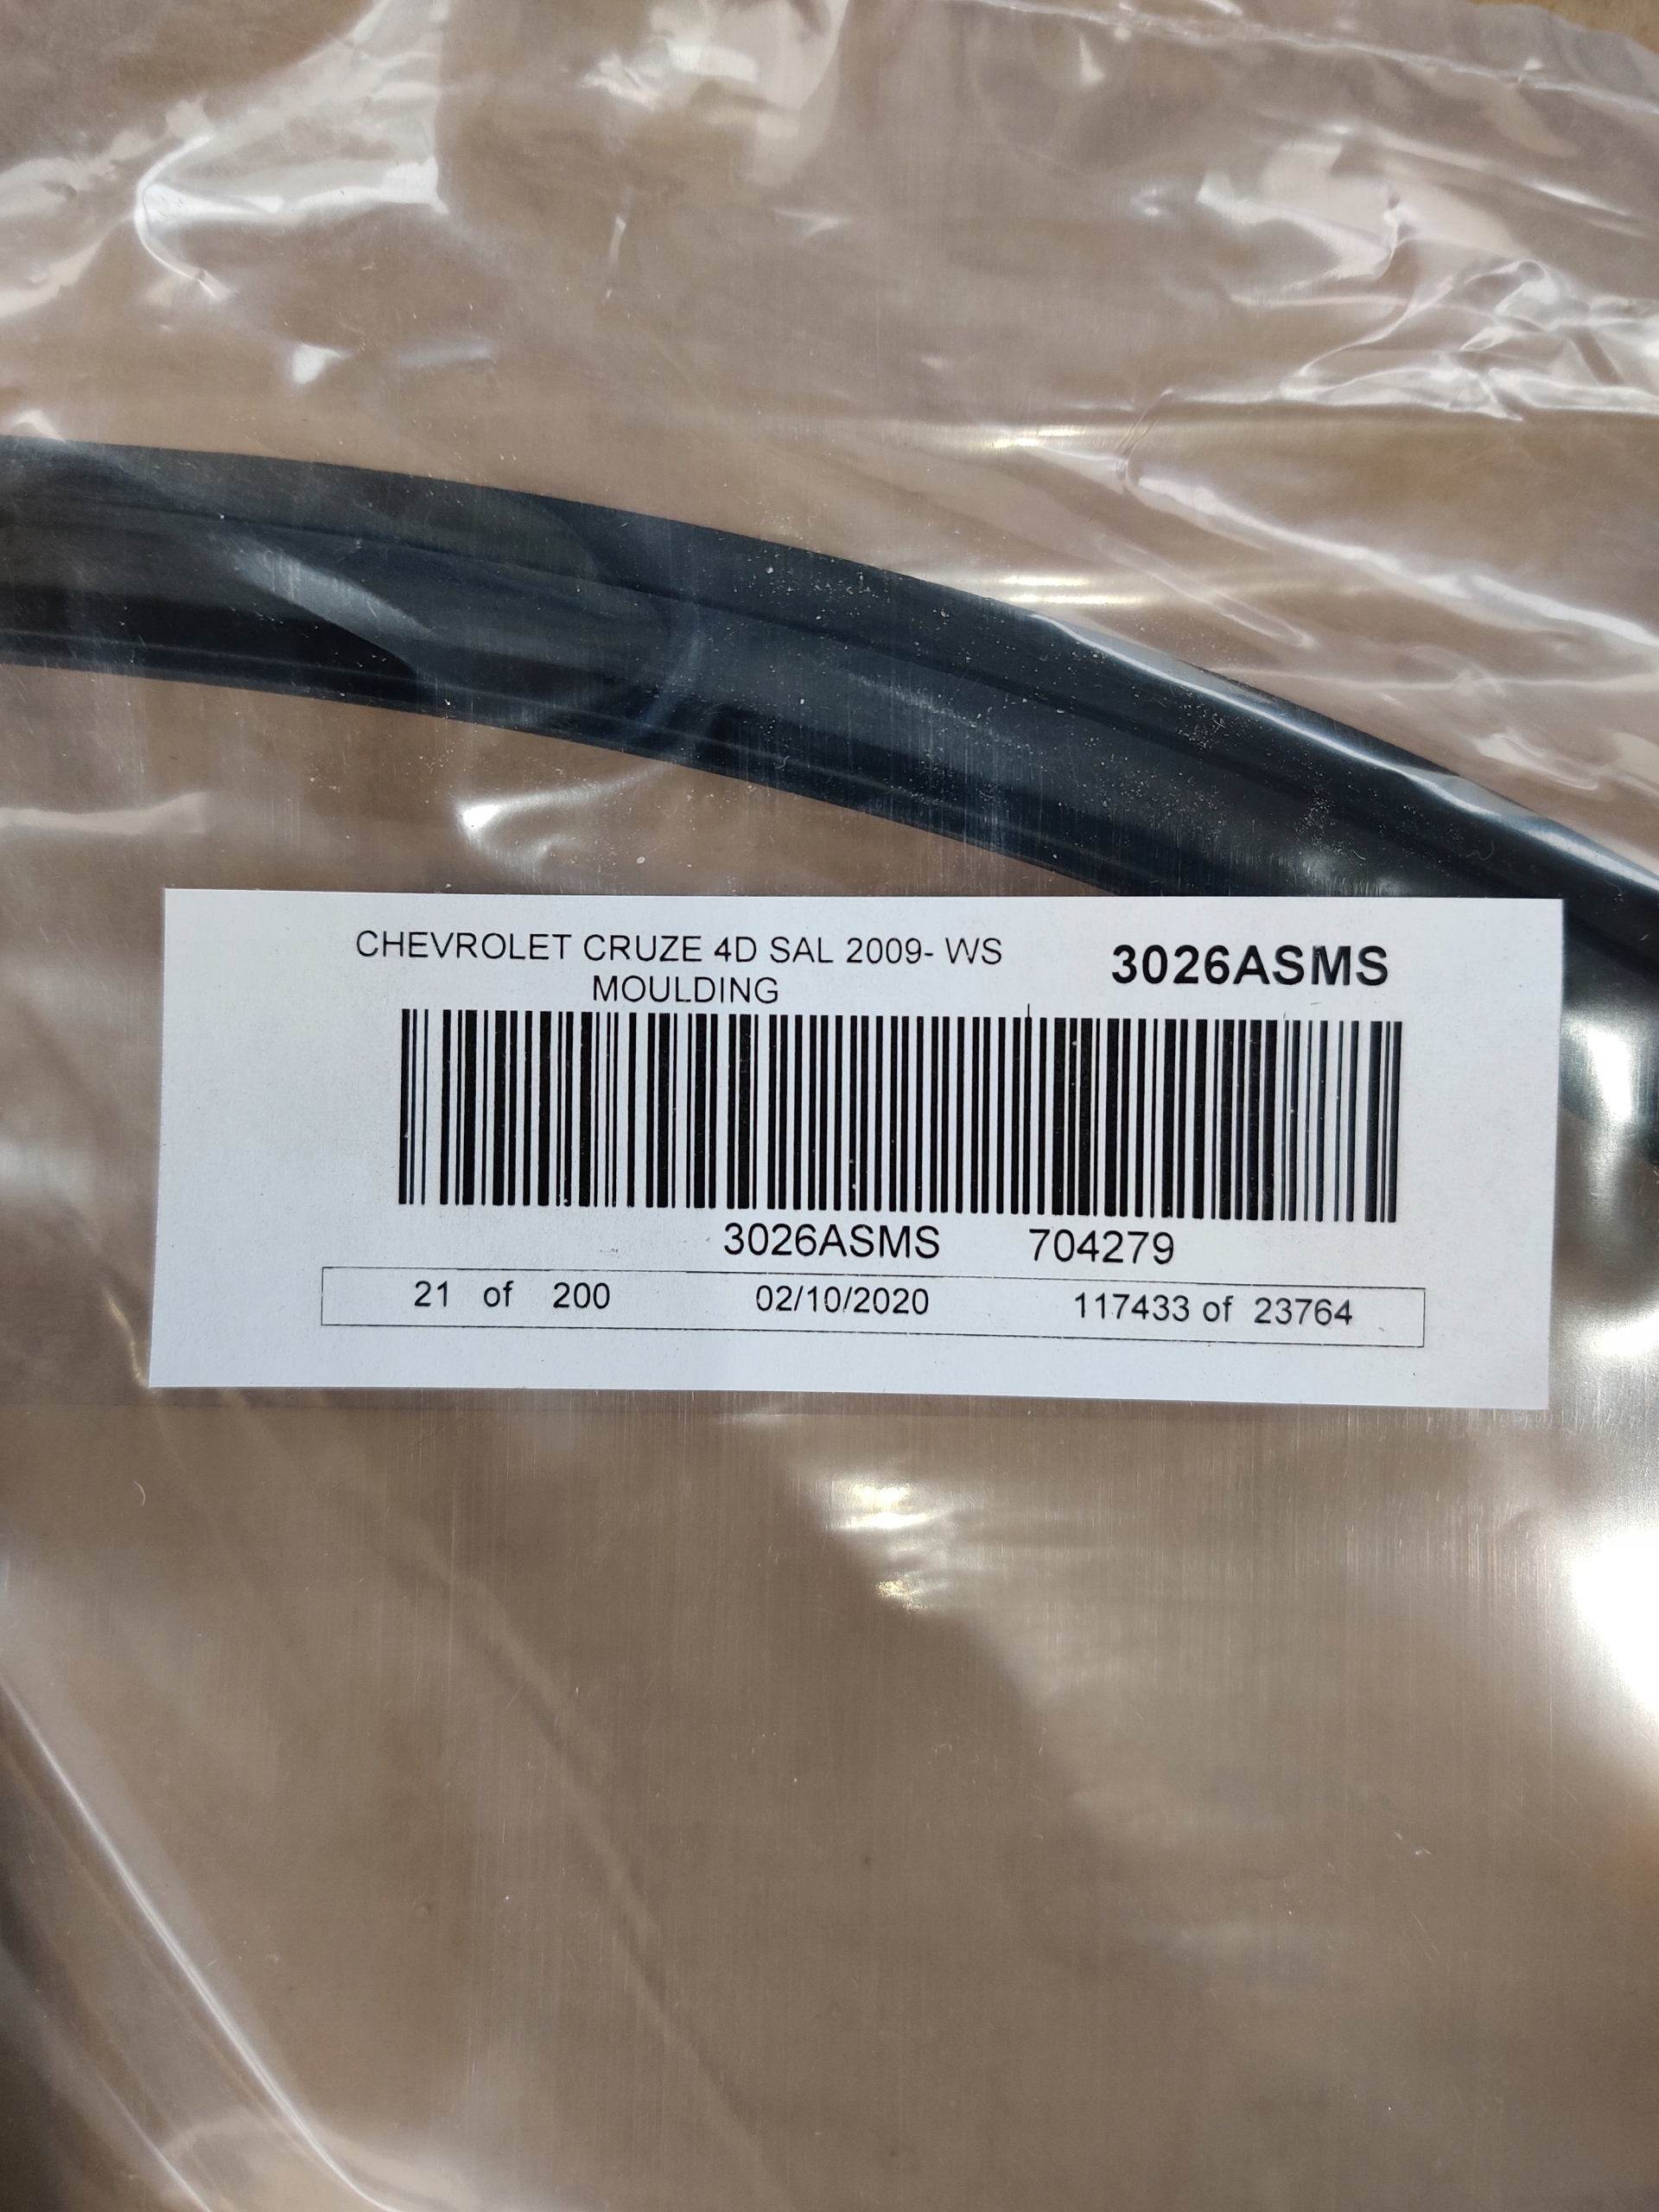 CHEVROLET CRUZE 4D SAL 2009- WS
MOULDING
3026ASMS
3026ASMS 704279
21 of 200 02/10/2020 117433 of 23764